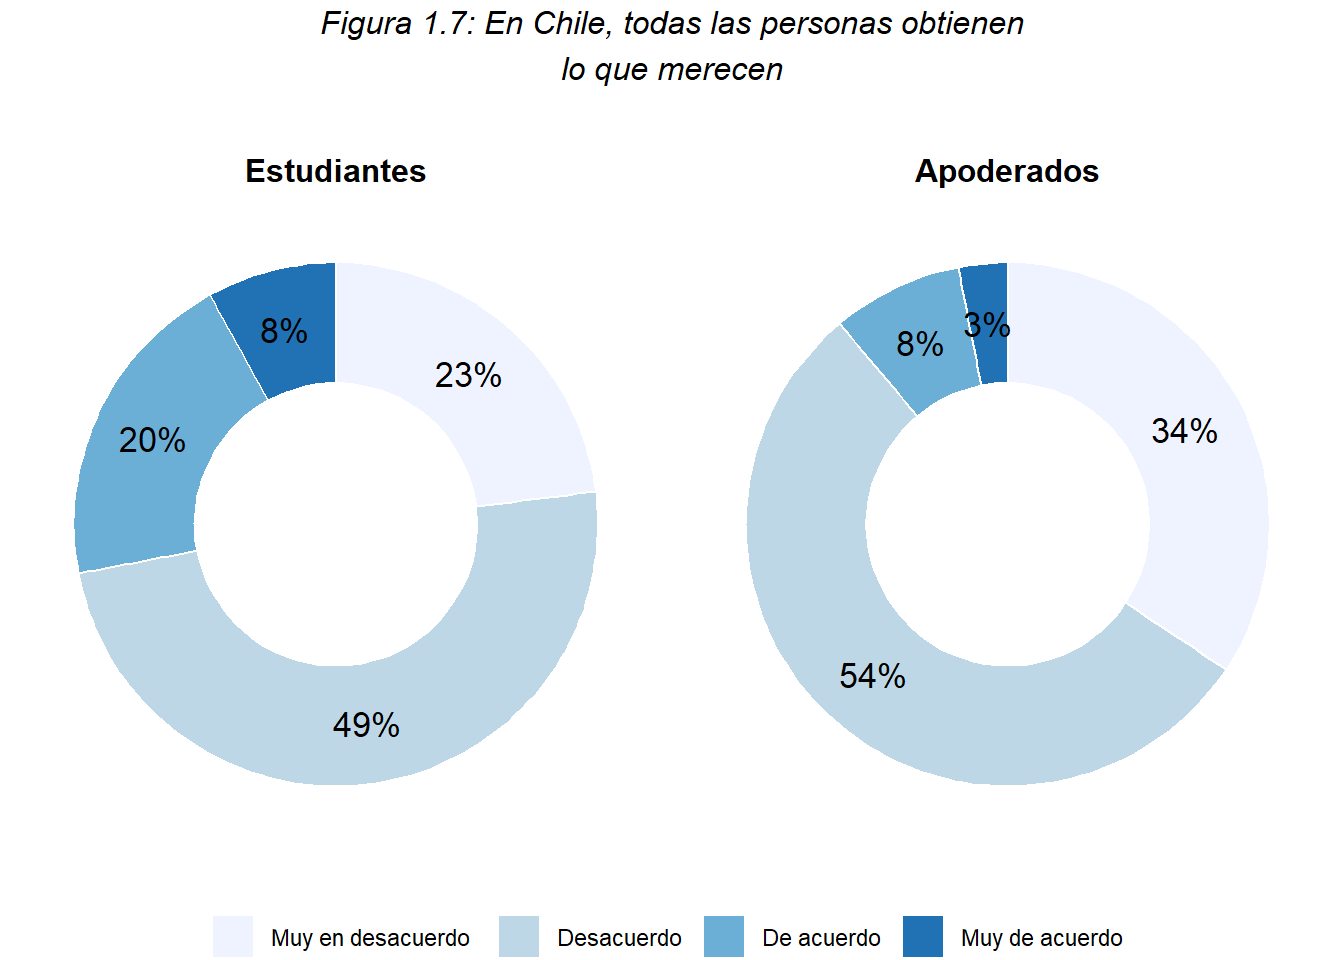 Figura 1.7: En Chile, todas las personas obtienen
lo que merecen
Estudiantes
8%
23%
20%
49%
Apoderados
3%
8%
34%
54%
Muy en desacuerdo
Desacuerdo
De acuerdo
Muy de acuerdo